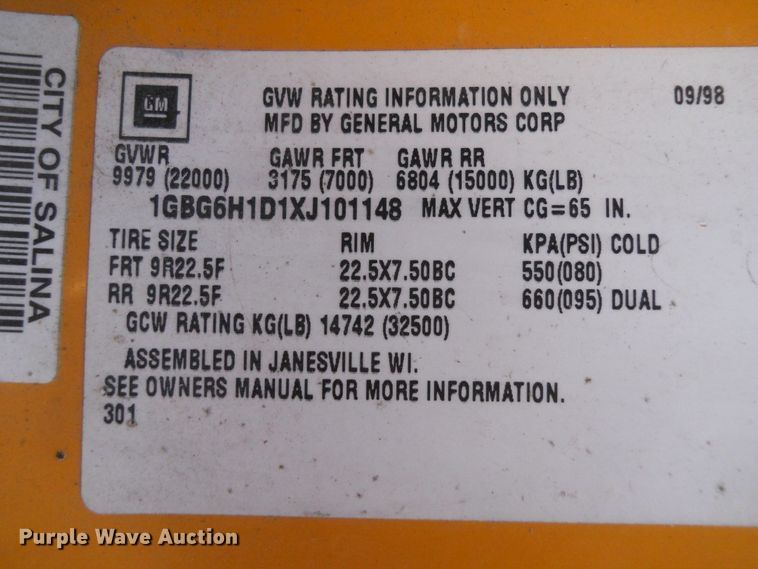 CITY OF SALINA
GM
GVW RATING INFORMATION ONLY 09/98
MFD BY GENERAL MOTORS CORP
GVWR GAWR FRT GAWR RR
9979 (22000) 3175 (7000) 6804 (15000) KG(LB)
1GBG6H1D1XJ101148 MAX VERT CG=65 IN.
TIRE SIZE RIM KPA(PSI) COLD
FRT 9R22.5F 22.5X7.50BC 550(080)
RR 9R22.5F 22.5X7.50BC 660(095) DUAL
GCW RATING KG(LB) 14742 (32500)
ASSEMBLED IN JANESVILLE WI.
SEE OWNERS MANUAL FOR MORE INFORMATION.
301
Purple Wave Auction